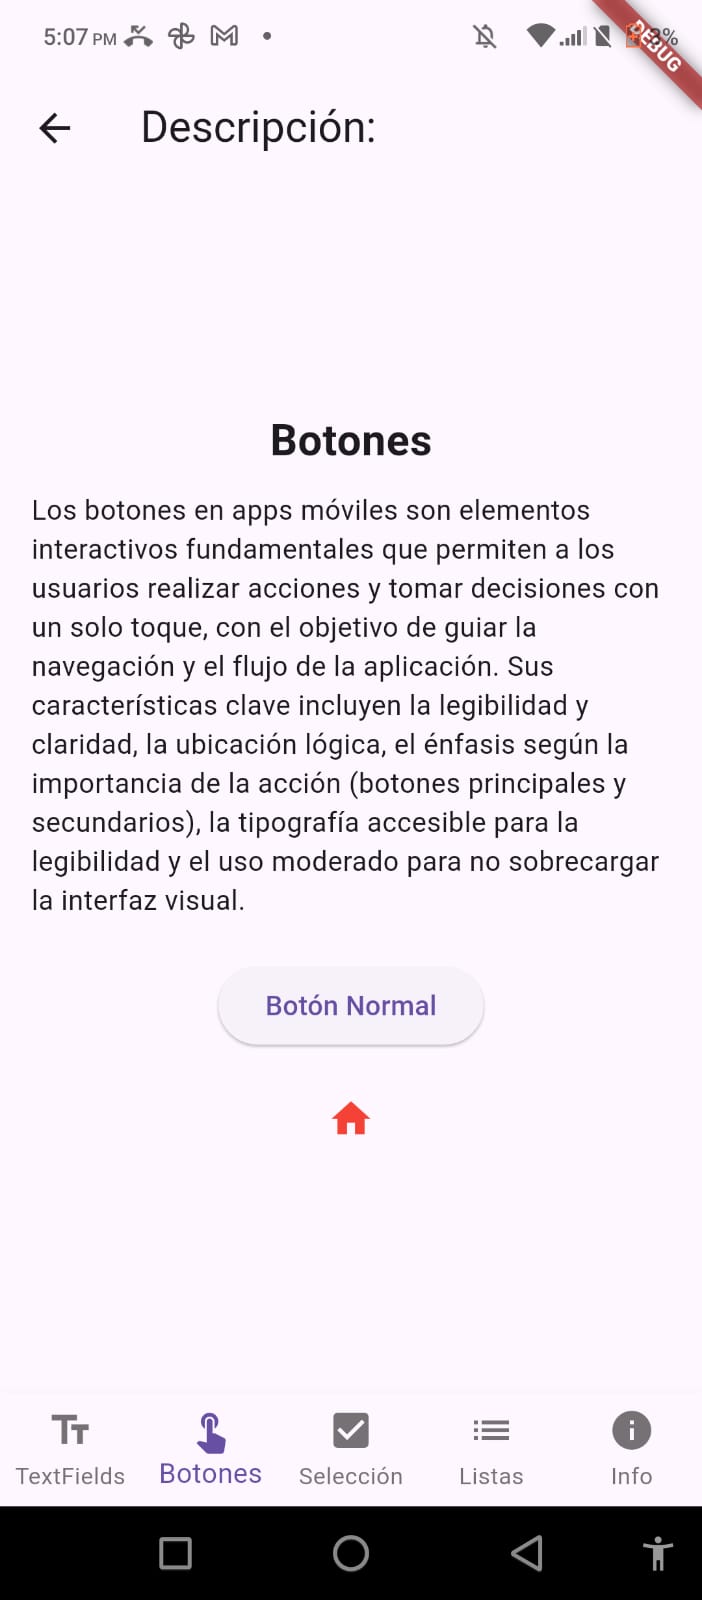 5:07 PM
DEBUG
Descripción:
Botones
Los botones en apps móviles son elementos
interactivos fundamentales que permiten a los
usuarios realizar acciones y tomar decisiones con
un solo toque, con el objetivo de guiar la
navegación y el flujo de la aplicación. Sus
características clave incluyen la legibilidad y
claridad, la ubicación lógica, el énfasis según la
importancia de la acción (botones principales y
secundarios), la tipografía accesible para la
legibilidad y el uso moderado para no sobrecargar
la interfaz visual.
Botón Normal
TextFields
Botones
Selección
Listas
Info